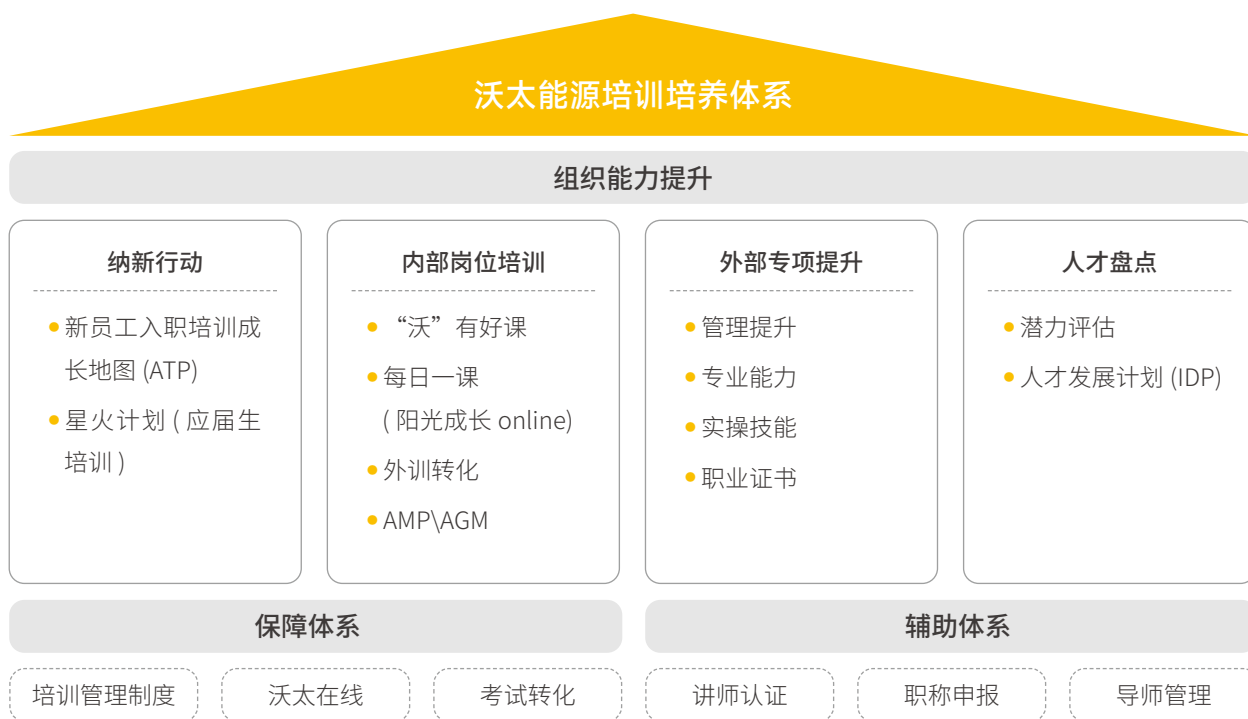 沃太能源培训培养体系
组织能力提升
纳新行动
新员工入职培训成
长地图 (ATP)
星火计划 ( 应届生
培训 )
内部岗位培训
“沃”有好课
每日一课
( 阳光成长 online)
外训转化
AMP\AGM
外部专项提升
管理提升
专业能力
实操技能
职业证书
人才盘点
潜力评估
人才发展计划 (IDP)
保障体系
辅助体系
培训管理制度
沃太在线
考试转化
讲师认证
职称申报
导师管理